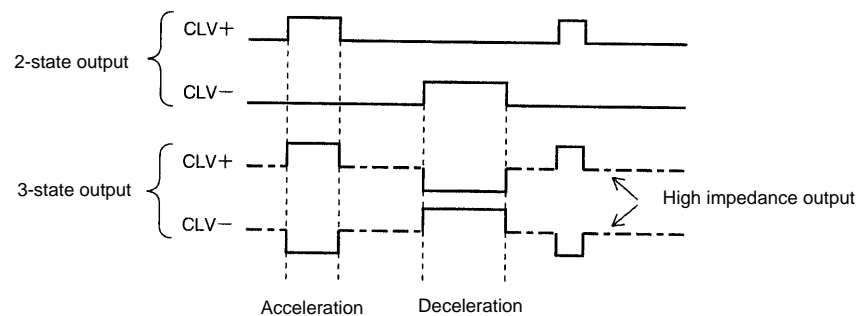 CLV+
2-state output
CLV−
CLV+
3-state output
High impedance output
CLV−
Acceleration
Deceleration